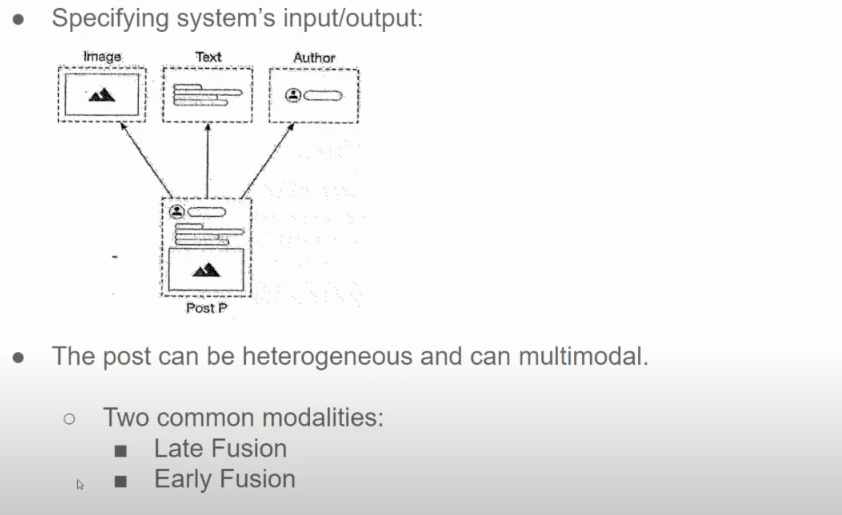 Specifying system's input/output:
Image Text Author
Post P
The post can be heterogeneous and can multimodal.
Two common modalities:
Late Fusion
Early Fusion